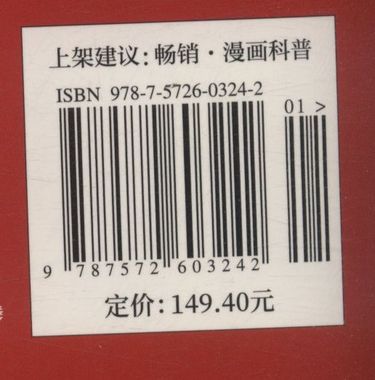 上架建议：畅销·漫画科普
ISBN 978-7-5726-0324-2
01 >
9 787572 603242
定价：149.40元